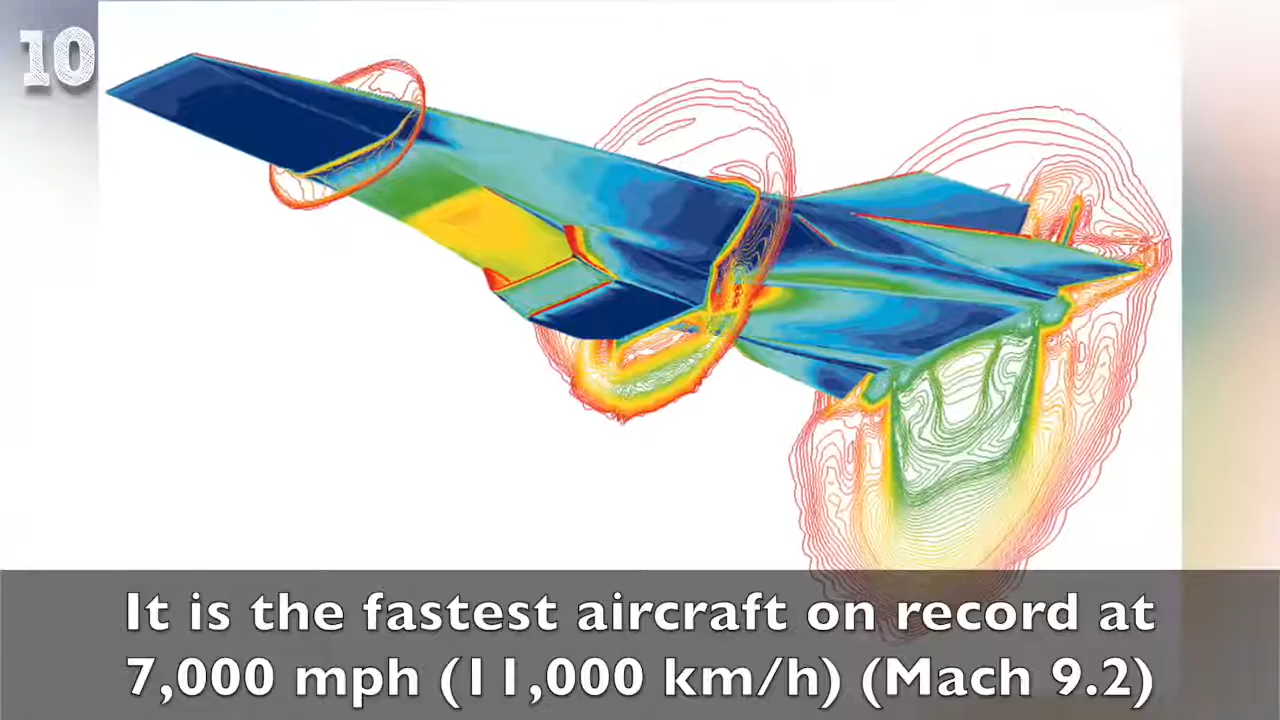 10
It is the fastest aircraft on record at
7,000 mph (11,000 km/h) (Mach 9.2)